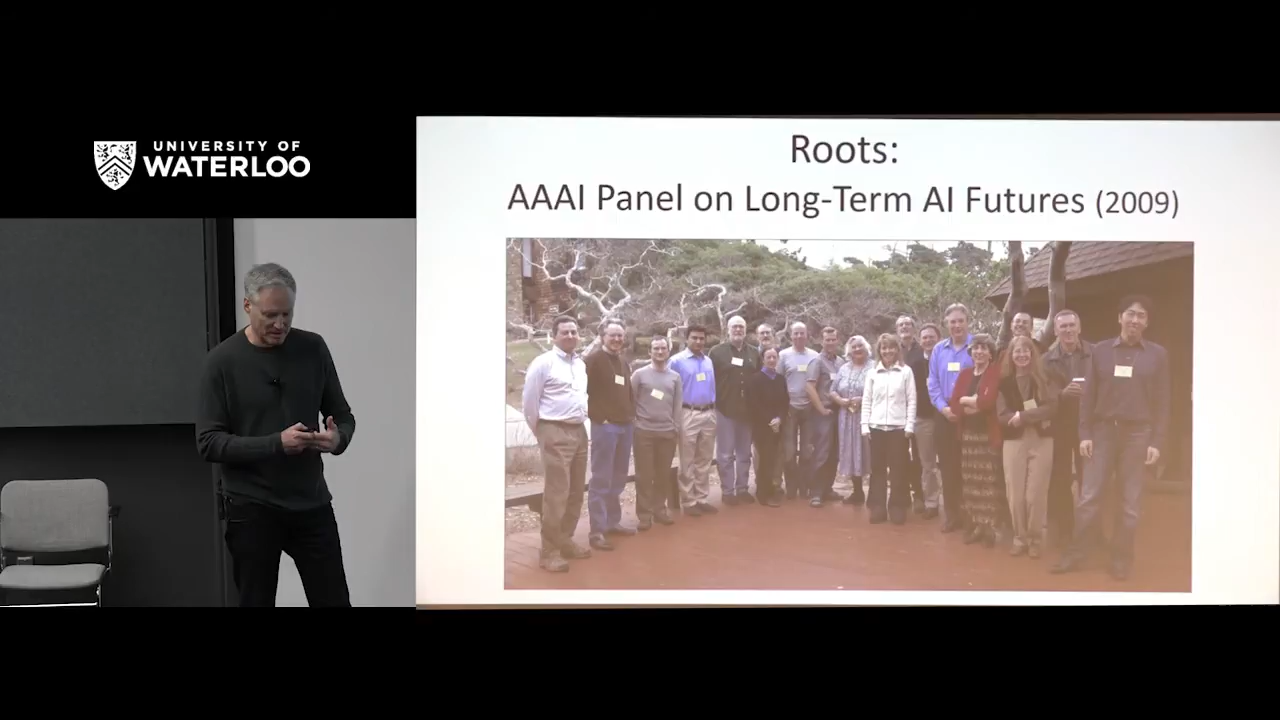 UNIVERSITY OF
WATERLOO
Roots:
AAAI Panel on Long-Term AI Futures (2009)